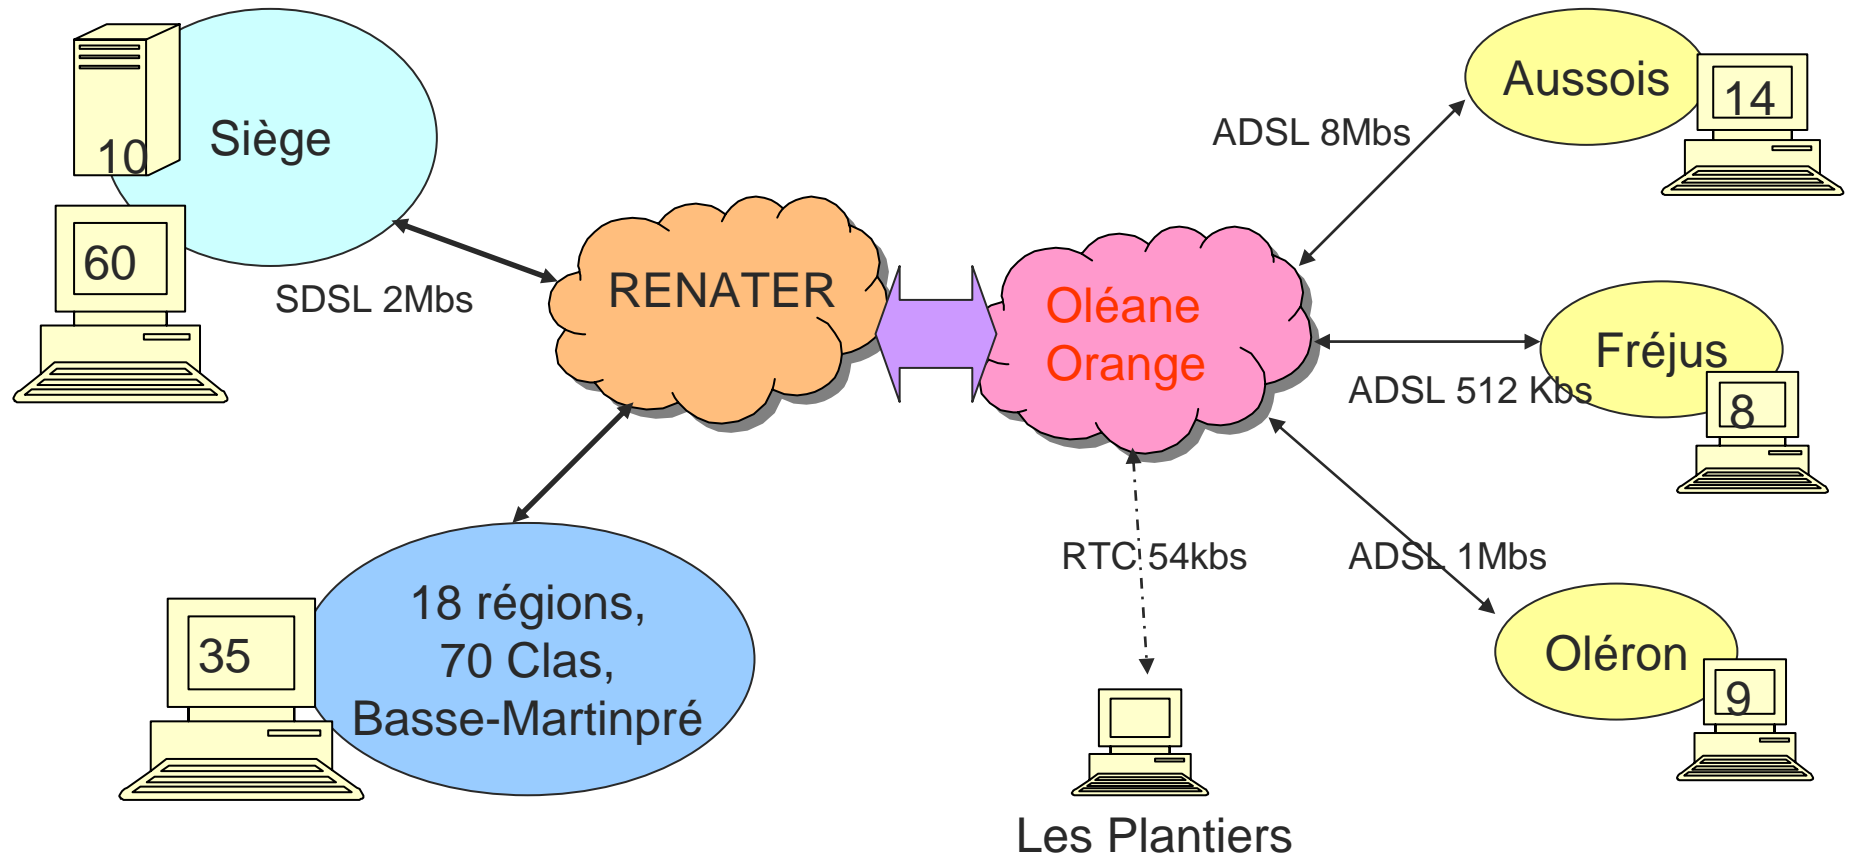 Siège
10
60
SDSL 2Mbs
RENATER
Oléane
Orange
ADSL 8Mbs
Aussois
14
Fréjus
ADSL 512 Kbs
8
RTC 54kbs
ADSL 1Mbs
Oléron
9
18 régions,
70 Clas,
Basse-Martinpré
35
Les Plantiers